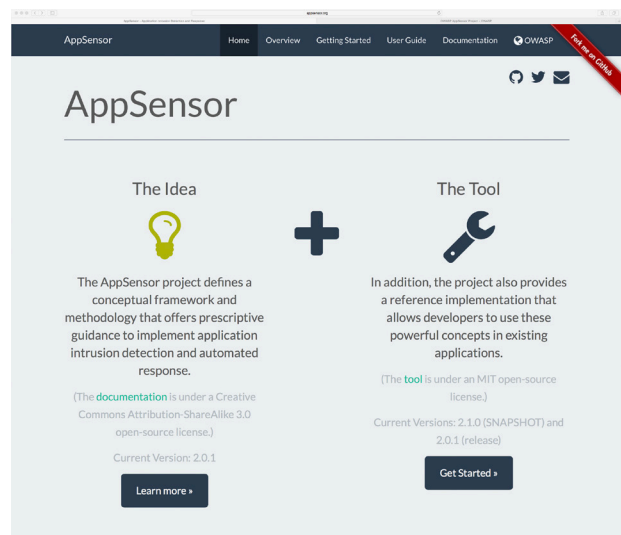 appsensor.org
AppSensor
Home
Overview
Getting Started
User Guide
Documentation
OWASP
Fork me on GitHub
AppSensor
The Idea
The AppSensor project defines a
conceptual framework and
methodology that offers prescriptive
guidance to implement application
intrusion detection and automated
response.
(The documentation is under a Creative
Commons Attribution-ShareAlike 3.0
open-source license.)
Current Version: 2.0.1
Learn more »
The Tool
In addition, the project also provides
a reference implementation that
allows developers to use these
powerful concepts in existing
applications.
(The tool is under an MIT open-source
license.)
Current Versions: 2.1.0 (SNAPSHOT) and
2.0.1 (release)
Get Started »